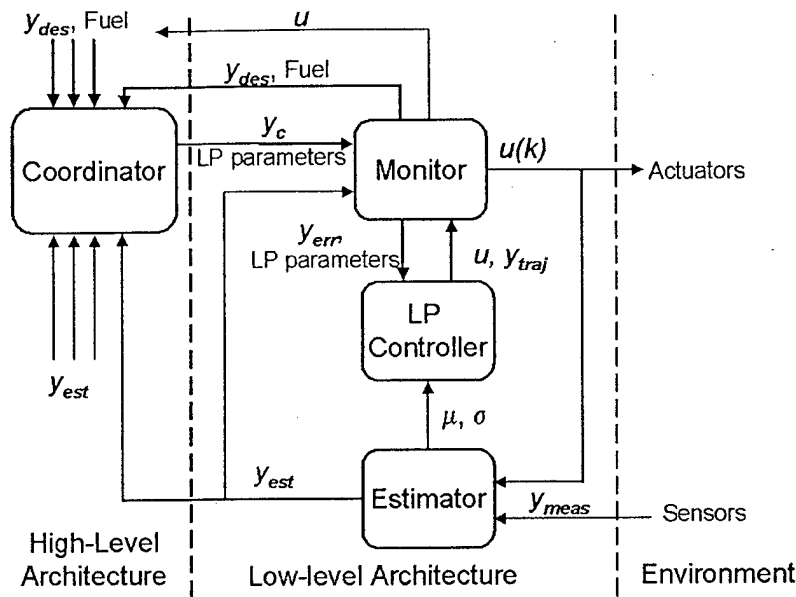 y_des, Fuel
u
y_des, Fuel
Coordinator
y_c
LP parameters
Monitor
u(k)
Actuators
y_err,
LP parameters
u, y_traj
LP
Controller
y_est
μ, σ
y_est
Estimator
y_meas
Sensors
High-Level
Architecture
Low-level Architecture
Environment